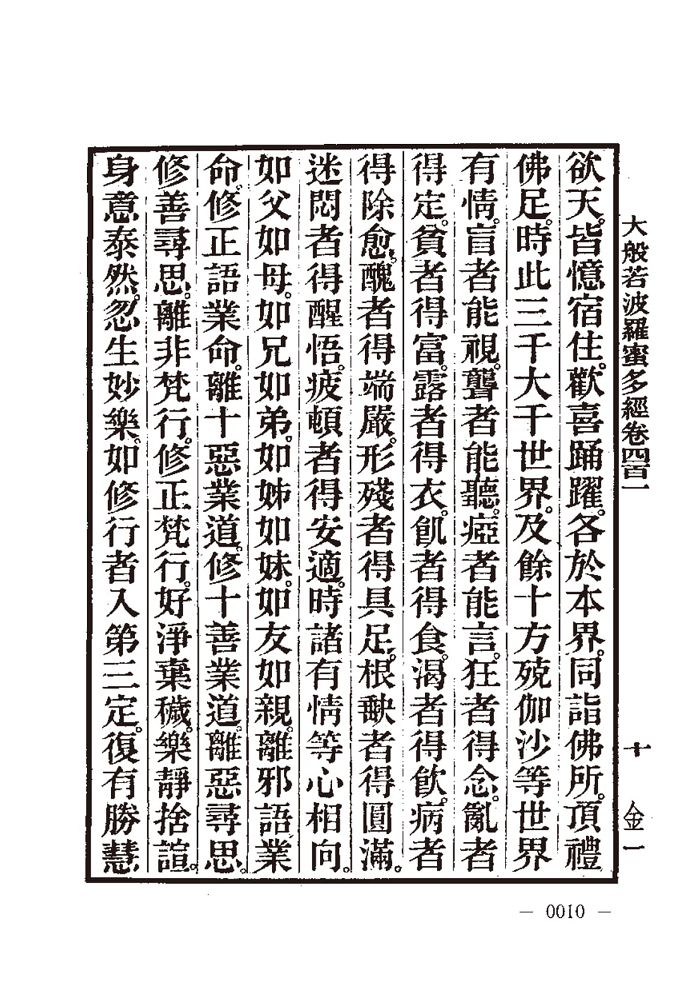 大般若波羅蜜多經卷四百一
十
金一
欲天。皆憶宿住。歡喜踊躍。各於本界。同詣佛所。頂禮
佛足。時此三千大千世界。及餘十方殑伽沙等世界
有情。盲者能視。聾者能聽。瘂者能言。狂者得念。亂者
得定。貧者得富。露者得衣。飢者得食。渴者得飲。病者
得除愈。醜者得端嚴。形殘者得具足。根缺者得圓滿。
迷悶者得醒悟。疲頓者得安適。時諸有情等心相向。
如父如母。如兄如弟。如姊如妹。如友如親。離邪語業
命。修正語業命。離十惡業道。修十善業道。離惡尋思。
修善尋思。離非梵行。修正梵行。好淨棄穢。樂靜捨諠。
身意泰然。忽生妙樂。如修行者入第三定。復有勝慧
— 0010 —